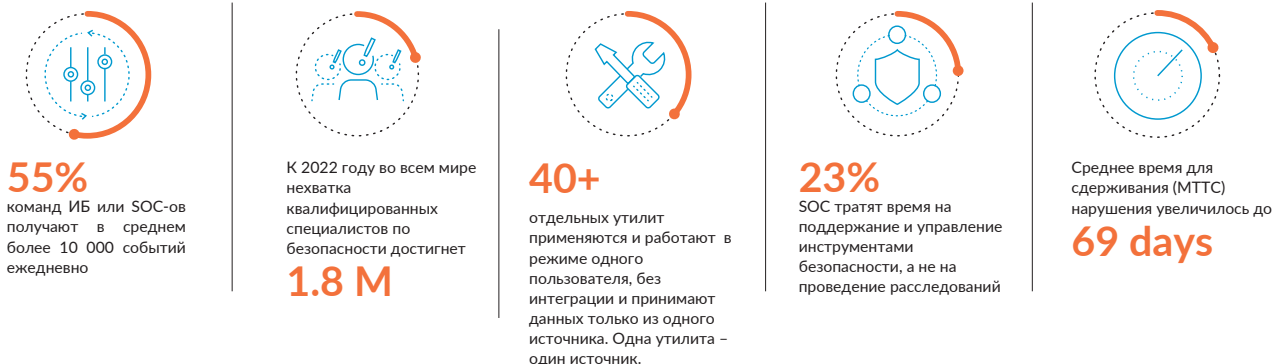 55%
команд ИБ или SOC-ов
получают в среднем
более 10 000 событий
ежедневно
К 2022 году во всем мире
нехватка
квалифицированных
специалистов по
безопасности достигнет
1.8 M
40+
отдельных утилит
применяются и работают в
режиме одного
пользователя, без
интеграции и принимают
данных только из одного
источника. Одна утилита –
один источник.
23%
SOC тратят время на
поддержание и управление
инструментами
безопасности, а не на
проведение расследований
Среднее время для
сдерживания (MTTC)
нарушения увеличилось до
69 days